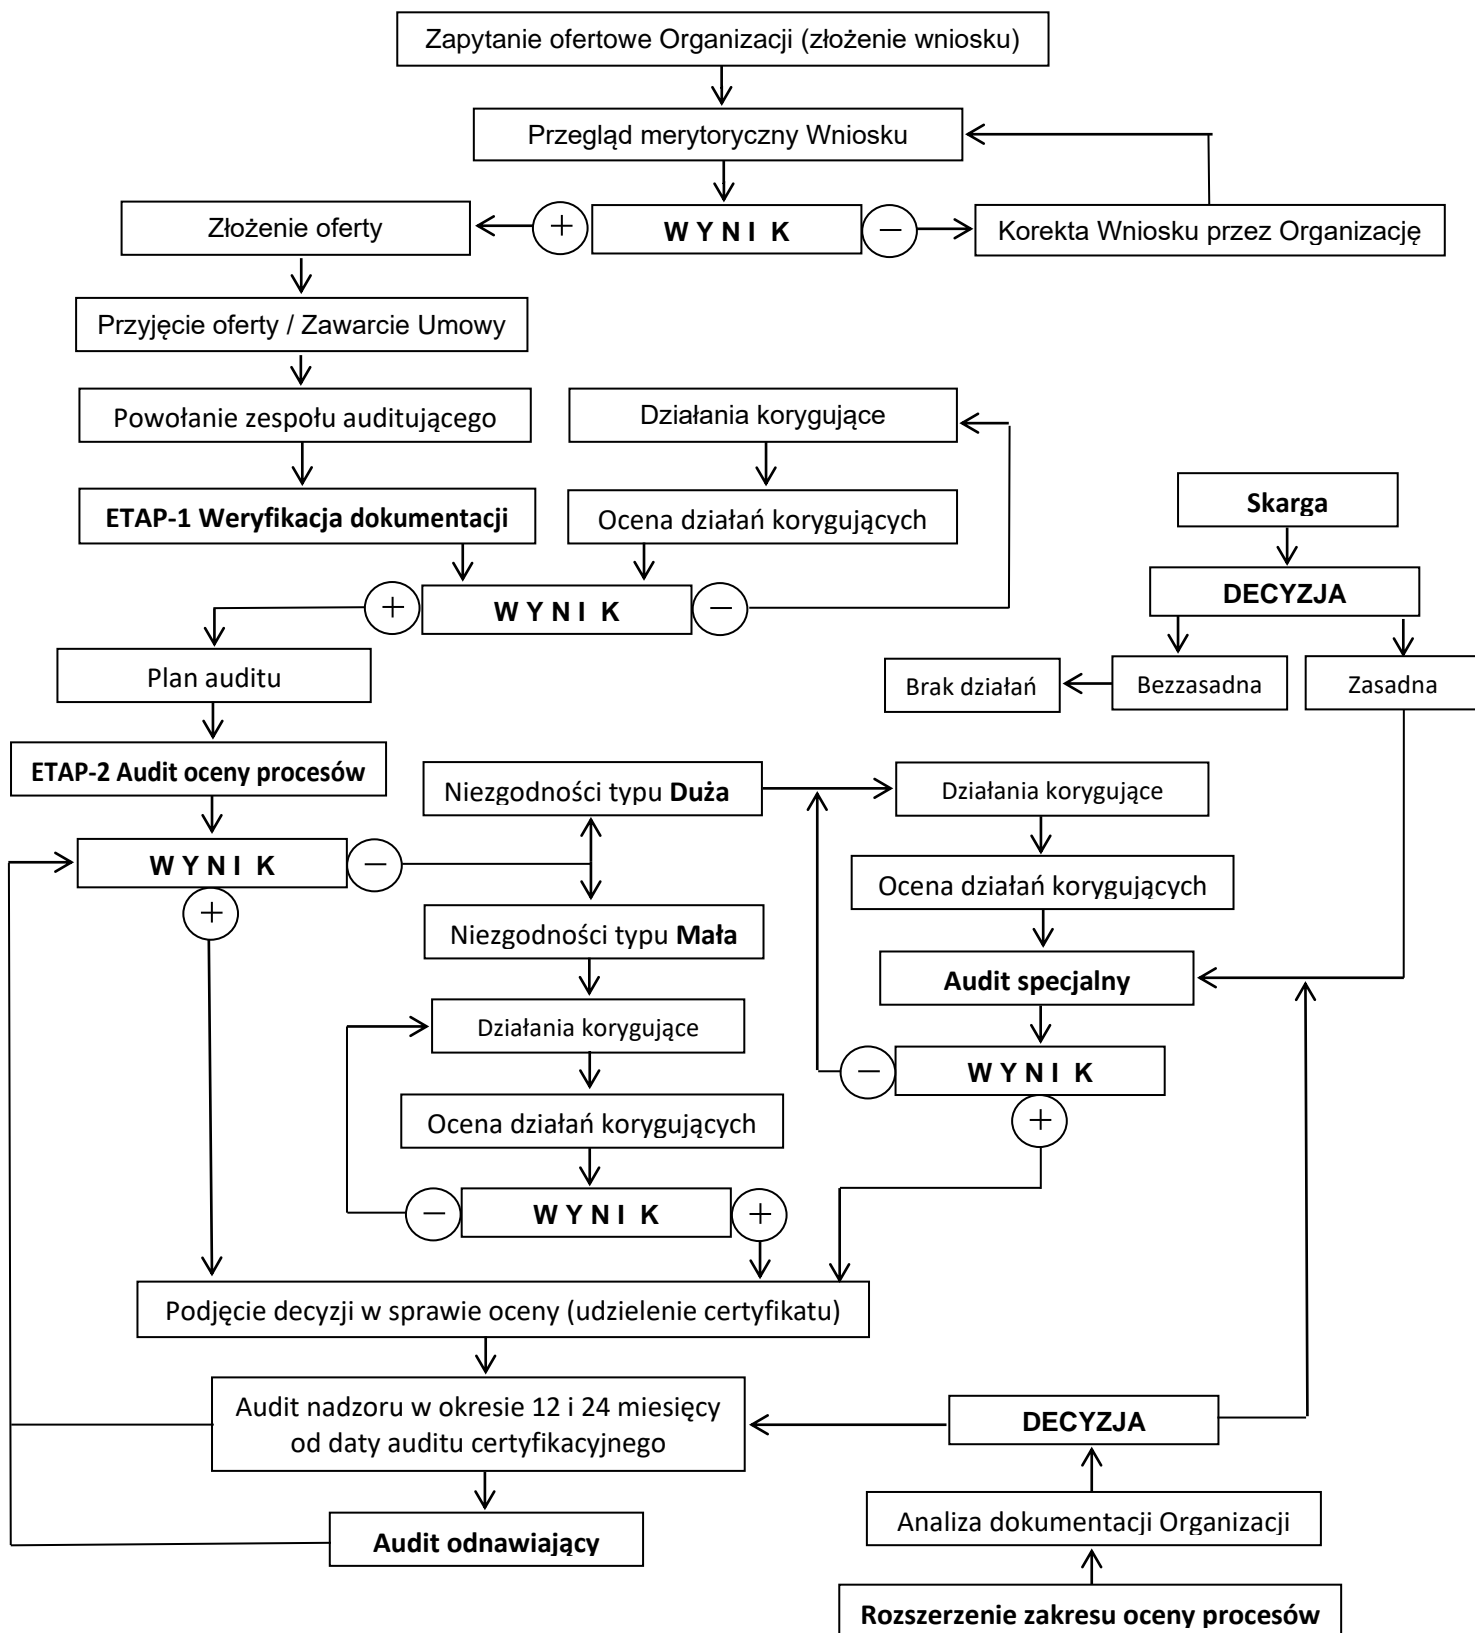 Zapytanie ofertowe Organizacji (złożenie wniosku)
Przegląd merytoryczny Wniosku
Złożenie oferty
+
W Y N I K
−
Korekta Wniosku przez Organizację
Przyjęcie oferty / Zawarcie Umowy
Powołanie zespołu auditującego
Działania korygujące
ETAP-1 Weryfikacja dokumentacji
Ocena działań korygujących
Skarga
+
W Y N I K
−
DECYZJA
Plan auditu
Brak działań
Bezzasadna
Zasadna
ETAP-2 Audit oceny procesów
Niezgodności typu Duża
Działania korygujące
W Y N I K
−
+
Ocena działań korygujących
Niezgodności typu Mała
Audit specjalny
Działania korygujące
−
W Y N I K
+
Ocena działań korygujących
−
W Y N I K
+
Podjęcie decyzji w sprawie oceny (udzielenie certyfikatu)
Audit nadzoru w okresie 12 i 24 miesięcy
od daty auditu certyfikacyjnego
DECYZJA
Analiza dokumentacji Organizacji
Audit odnawiający
Rozszerzenie zakresu oceny procesów